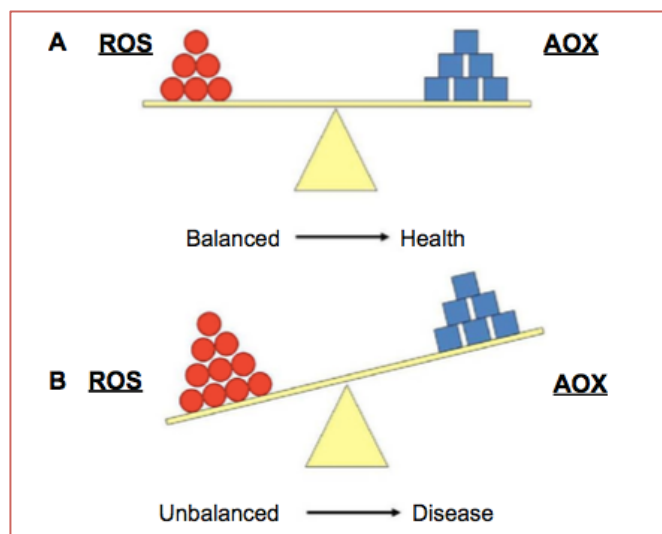 A ROS AOX
Balanced Health
B ROS AOX
Unbalanced Disease